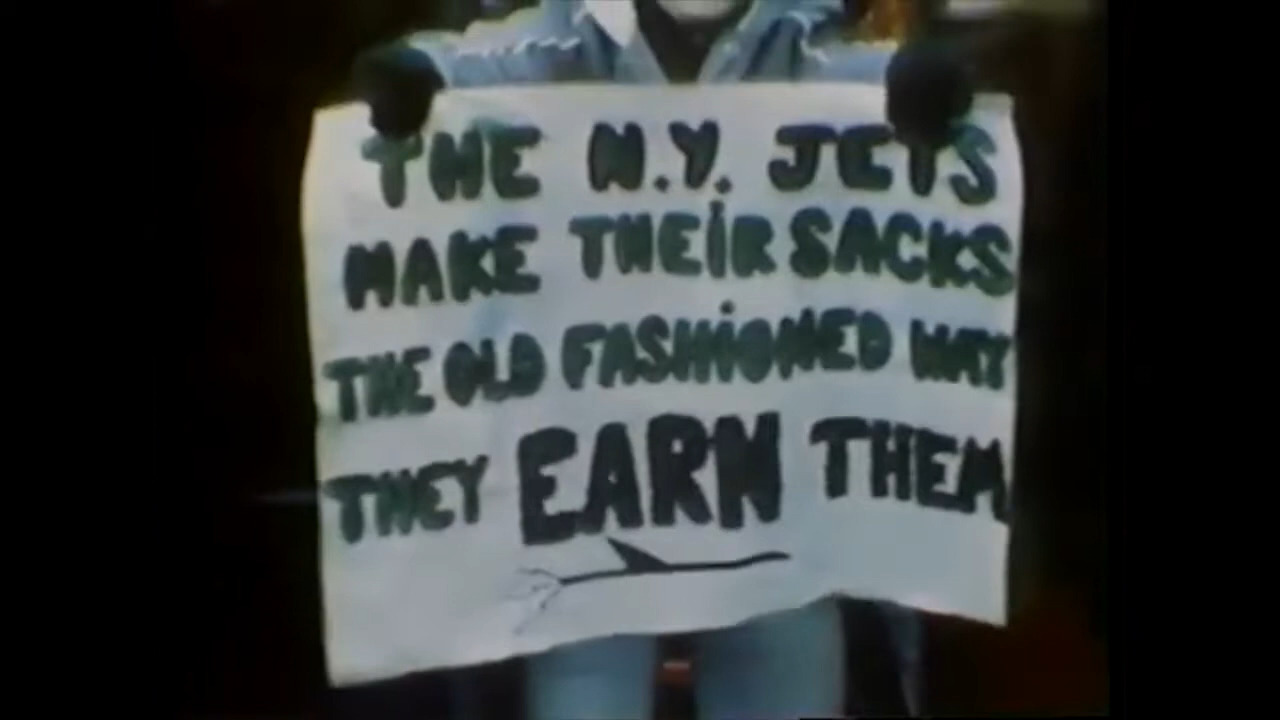 THE N.Y. JETS
MAKE THEiR SACKS
THE OLD FASHiONED WAY
THEY EARN THEM